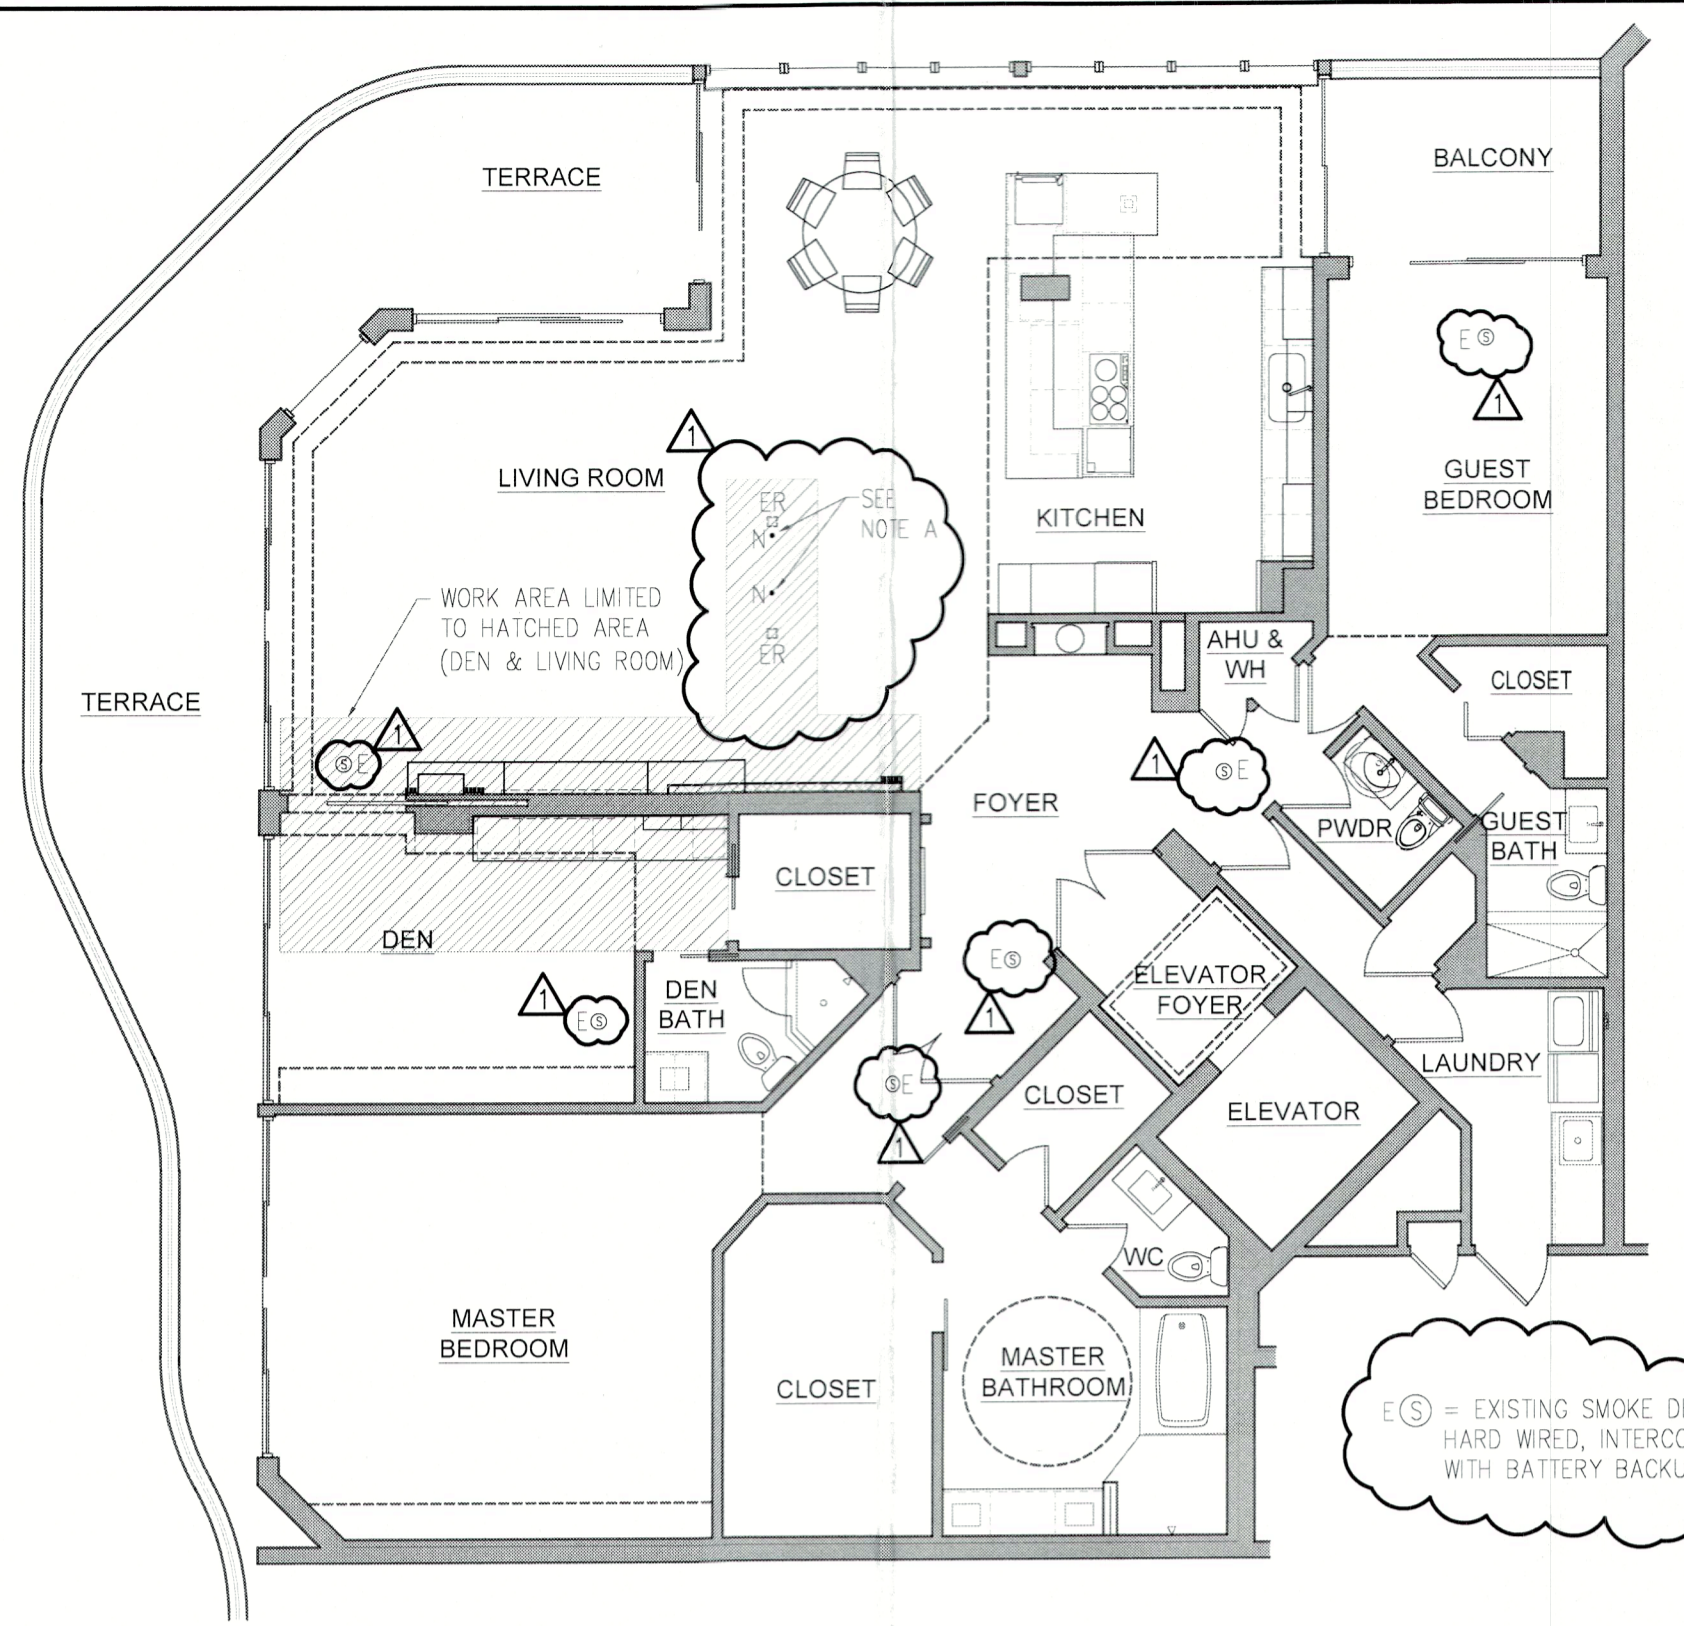 TERRACE
BALCONY
E S
1
1
LIVING ROOM
GUEST
BEDROOM
ER
SEE
NOTE A
N
KITCHEN
N
WORK AREA LIMITED
TO HATCHED AREA
(DEN & LIVING ROOM)
ER
AHU &
WH
CLOSET
TERRACE
1
S E
1
S E
FOYER
PWDR
GUEST
BATH
CLOSET
DEN
E S
1
ELEVATOR
FOYER
1
E S
DEN
BATH
LAUNDRY
S E
1
CLOSET
ELEVATOR
WC
MASTER
BEDROOM
MASTER
BATHROOM
CLOSET
E S = EXISTING SMOKE
HARD WIRED,
WITH BATTERY